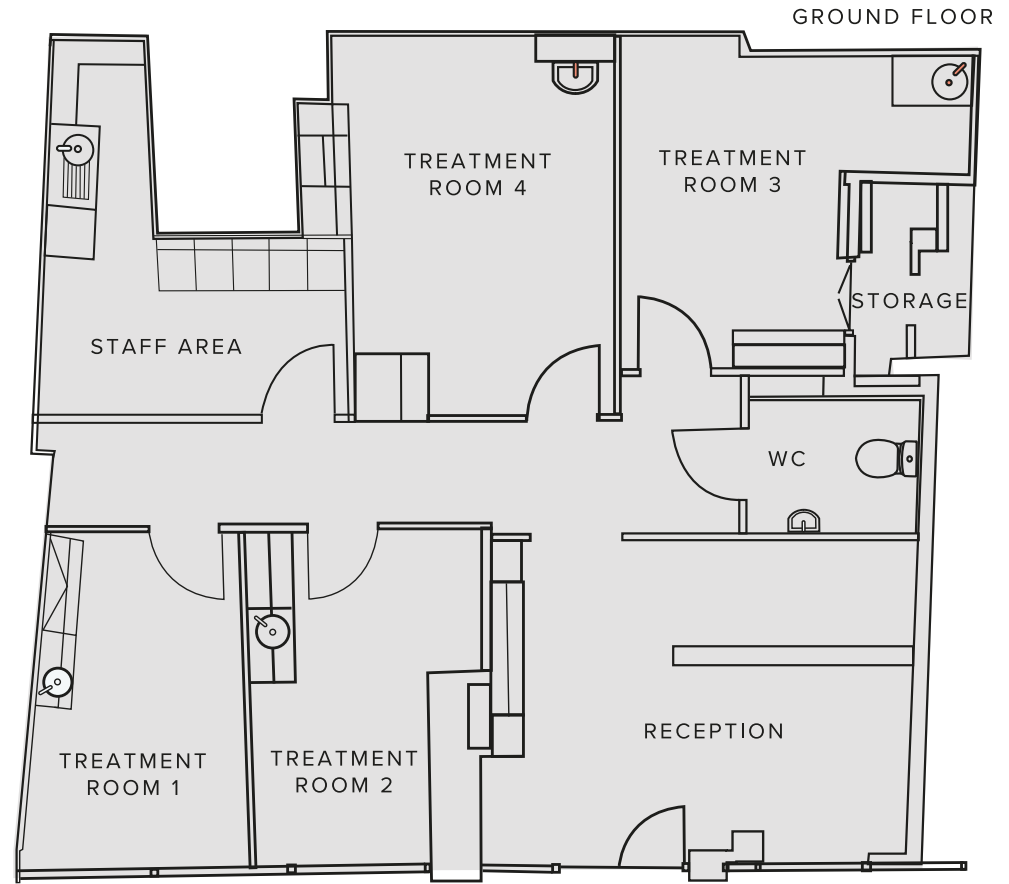 GROUND FLOOR
TREATMENT
ROOM 4
TREATMENT
ROOM 3
STORAGE
STAFF AREA
WC
RECEPTION
TREATMENT
ROOM 1
TREATMENT
ROOM 2